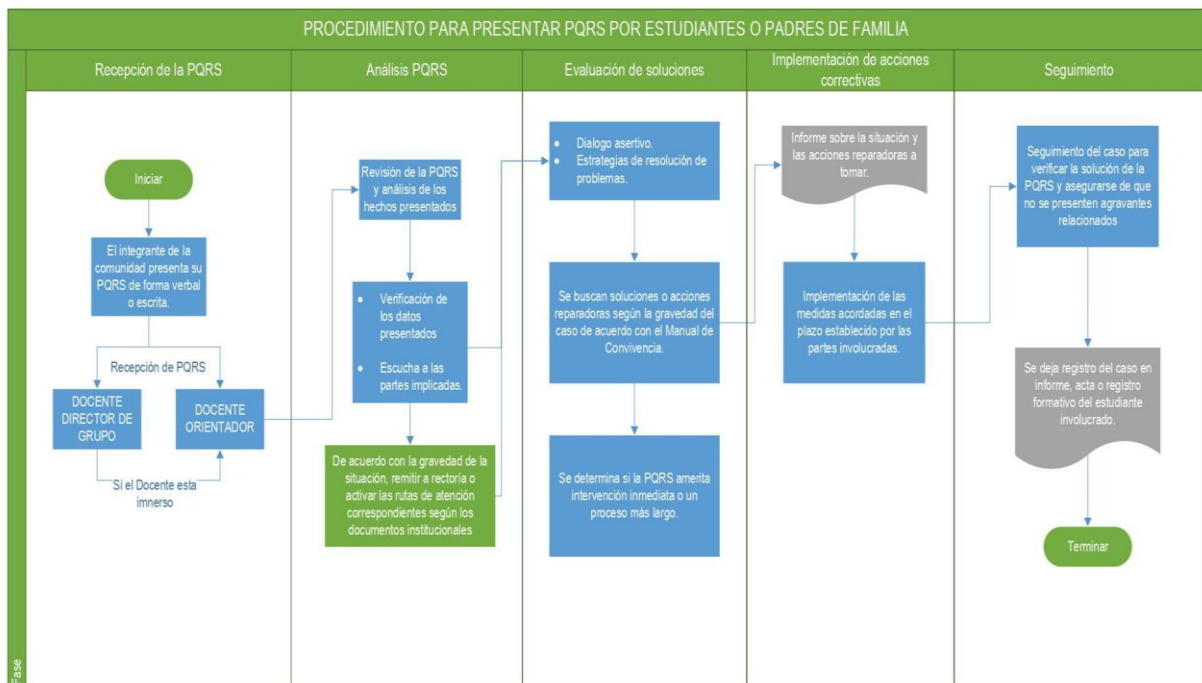 PROCEDIMIENTO PARA PRESENTAR PQRS POR ESTUDIANTES O PADRES DE FAMILIA
Recepción de la PQRS
Análisis PQRS
Evaluación de soluciones
Implementación de acciones
correctivas
Seguimiento
Iniciar
El integrante de la
comunidad presenta su
PQRS de forma verbal
o escrita.
Recepción de PQRS
DOCENTE
DIRECTOR DE
GRUPO
DOCENTE
ORIENTADOR
Si el Docente esta
imnerso
Revisión de la PQRS
y análisis de los
hechos presentados
• Verificación de
los datos
presentados
• Escucha a las
partes implicadas.
De acuerdo con la gravedad de la
situación, remitir a rectoría o
activar las rutas de atención
correspondientes según los
documentos institucionales
• Dialogo asertivo.
• Estrategias de resolución de
problemas.
Se buscan soluciones o acciones
reparadoras según la gravedad del
caso de acuerdo con el Manual de
Convivencia.
Se determina si la PQRS amerita
intervención inmediata o un
proceso más largo.
Informe sobre la situación y
las acciones reparadoras a
tomar.
Implementación de las
medidas acordadas en el
plazo establecido por las
partes involucradas.
Seguimiento del caso para
verificar la solución de la
PQRS y asegurarse de que
no se presenten agravantes
relacionados
Se deja registro del caso en
informe, acta o registro
formativo del estudiante
involucrado.
Terminar
Fase